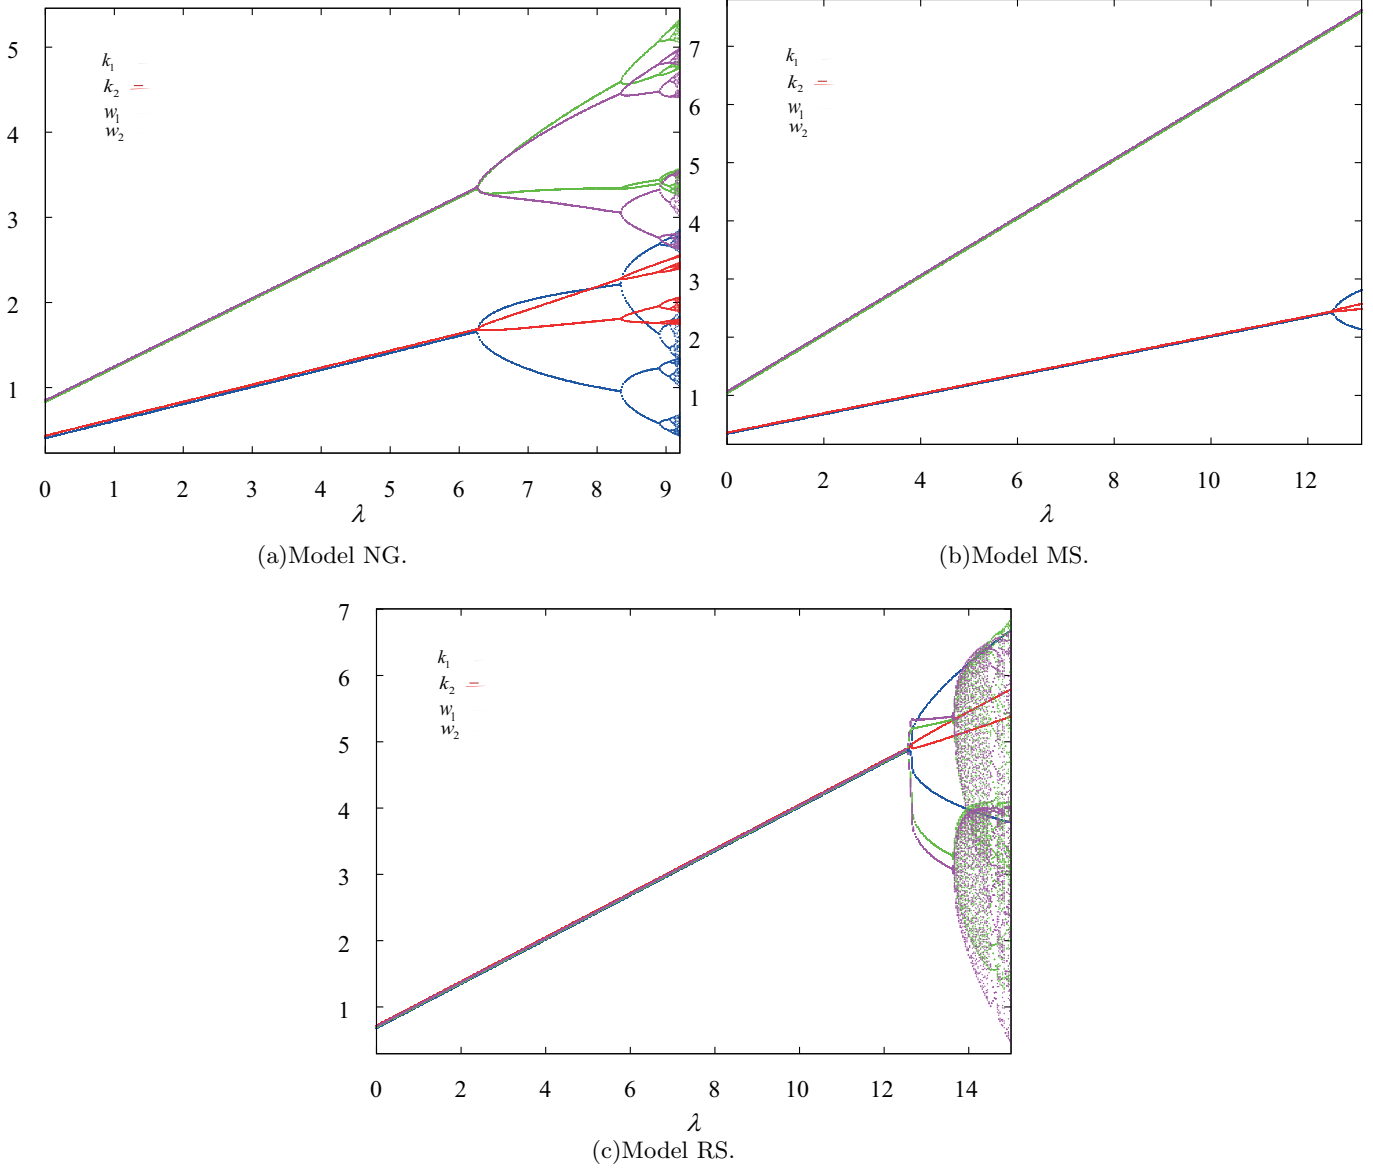 5
4
3
2
1
k₁
k₂
w₁
w₂
0 1 2 3 4 5 6 7 8 9
λ
(a)Model NG.
7
6
5
4
3
2
1
k₁
k₂
w₁
w₂
0 2 4 6 8 10 12
λ
(b)Model MS.
7
6
5
4
3
2
1
k₁
k₂
w₁
w₂
0 2 4 6 8 10 12 14
λ
(c)Model RS.